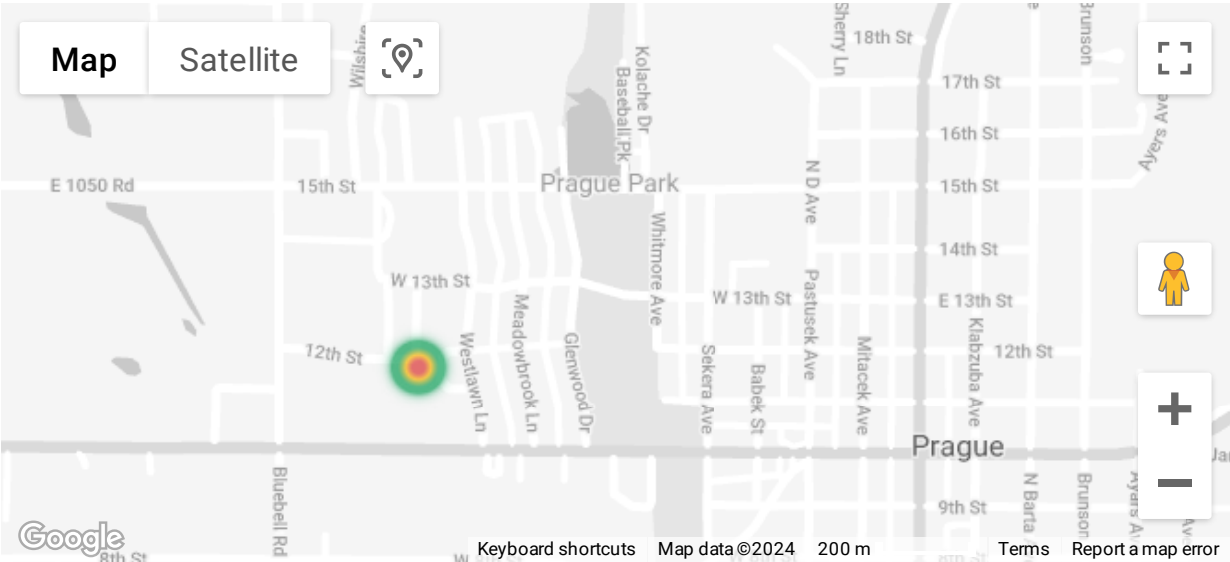 Map
Satellite
Wilshire
Kolache Dr
Baseball Pk
Sherry Ln
18th St
Brunson
17th St
16th St
Ayers Ave
E 1050 Rd
15th St
Prague Park
15th St
N D Ave
Whitmore Ave
14th St
W 13th St
W 13th St
E 13th St
Pastusek Ave
Meadowbrook Ln
12th St
Westlawn Ln
Glenwood Dr
Sekera Ave
Babek St
Mitacek Ave
Klabzuba Ave
12th St
Prague
Bluebell Rd
9th St
N Barta
Brunson
Ayars Av
Google
8th St
Keyboard shortcuts
Map data ©2024
200 m
Terms
Report a map error